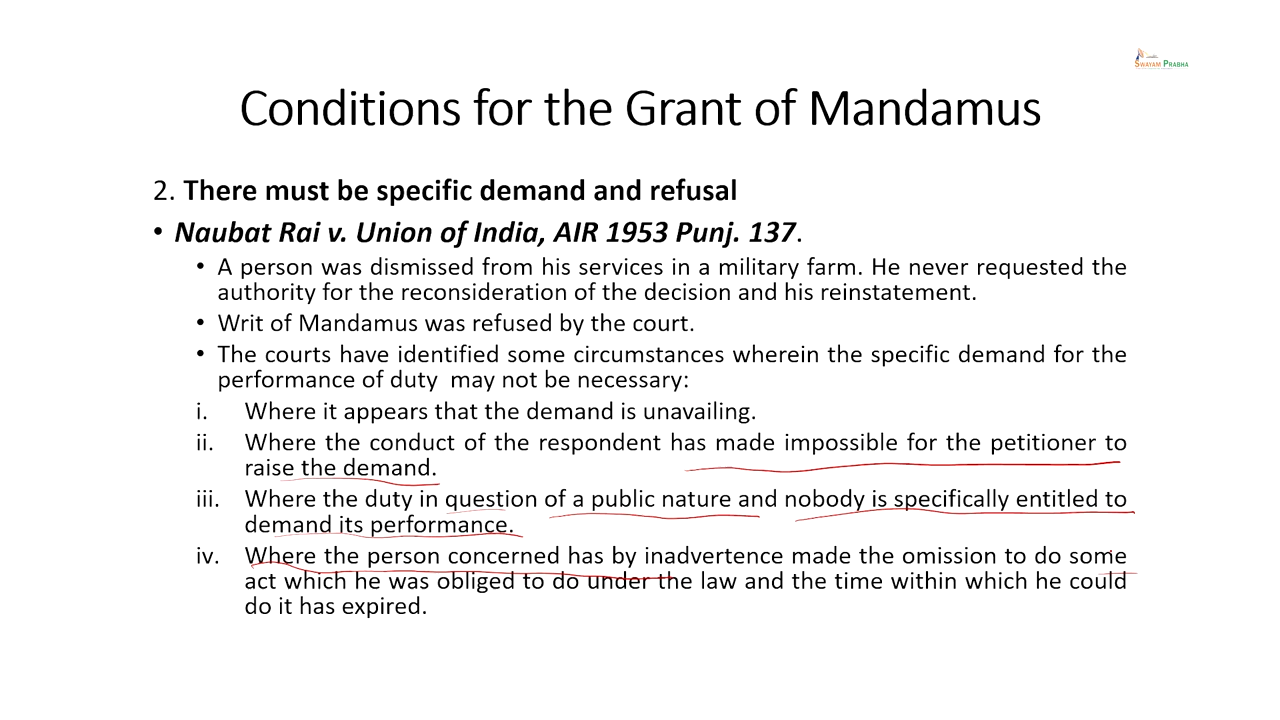 SWAYAM PRABHA
Conditions for the Grant of Mandamus
2. There must be specific demand and refusal
• Naubat Rai v. Union of India, AIR 1953 Punj. 137.
• A person was dismissed from his services in a military farm. He never requested the
authority for the reconsideration of the decision and his reinstatement.
• Writ of Mandamus was refused by the court.
• The courts have identified some circumstances wherein the specific demand for the
performance of duty may not be necessary:
i. Where it appears that the demand is unavailing.
ii. Where the conduct of the respondent has made impossible for the petitioner to
raise the demand.
iii. Where the duty in question of a public nature and nobody is specifically entitled to
demand its performance.
iv. Where the person concerned has by inadvertence made the omission to do some
act which he was obliged to do under the law and the time within which he could
do it has expired.